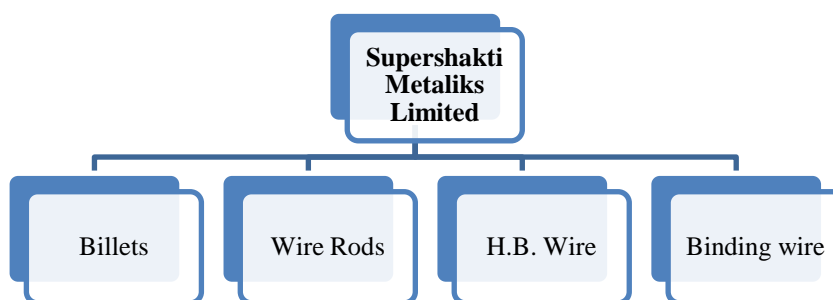 Supershakti
Metaliks
Limited
Billets
Wire Rods
H.B. Wire
Binding wire